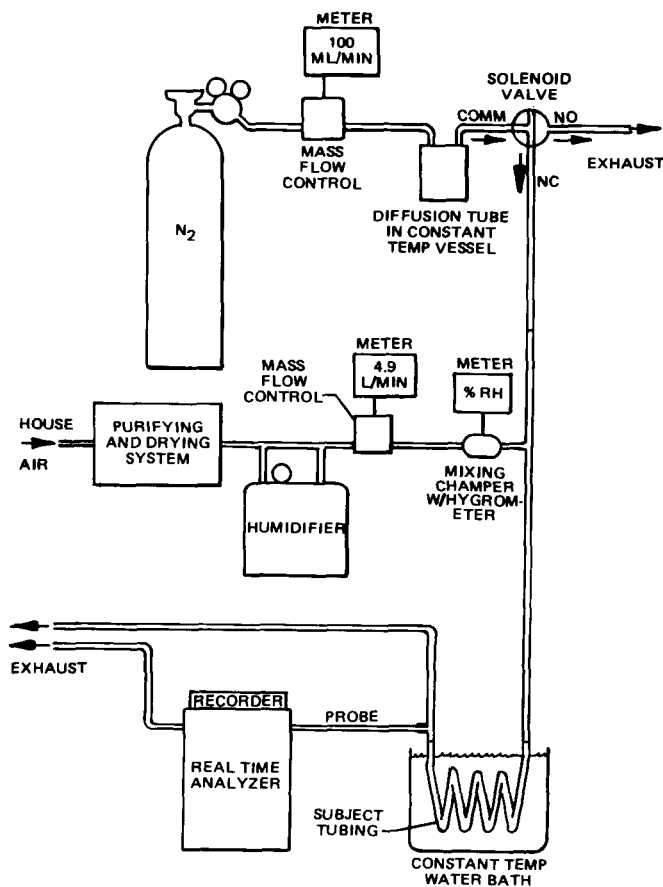 METER
100
ML/MIN
SOLENOID
VALVE
COMM
NO
EXHAUST
NC
MASS
FLOW
CONTROL
DIFFUSION TUBE
IN CONSTANT
TEMP VESSEL
N2
METER
4.9
L/MIN
MASS
FLOW
CONTROL
METER
% RH
HOUSE
AIR
PURIFYING
AND DRYING
SYSTEM
HUMIDIFIER
MIXING
CHAMPER
W/HYGROM-
ETER
EXHAUST
RECORDER
PROBE
REAL TIME
ANALYZER
SUBJECT
TUBING
CONSTANT TEMP
WATER BATH